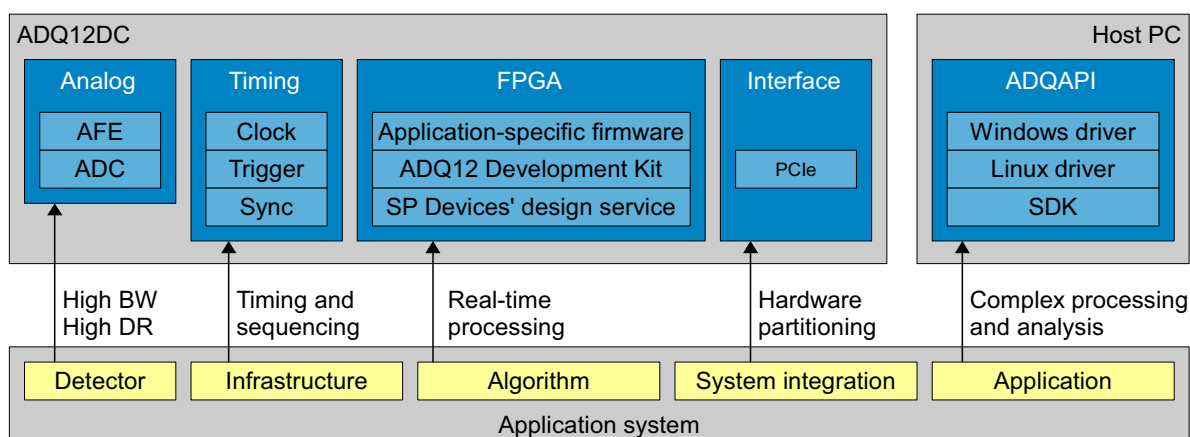 ADQ12DC
Host PC
Analog
Timing
FPGA
Interface
ADQAPI
AFE
Clock
Application-specific firmware
Windows driver
ADC
Trigger
ADQ12 Development Kit
PCIe
Linux driver
Sync
SP Devices' design service
SDK
High BW
High DR
Timing and
sequencing
Real-time
processing
Hardware
partitioning
Complex processing
and analysis
Detector
Infrastructure
Algorithm
System integration
Application
Application system